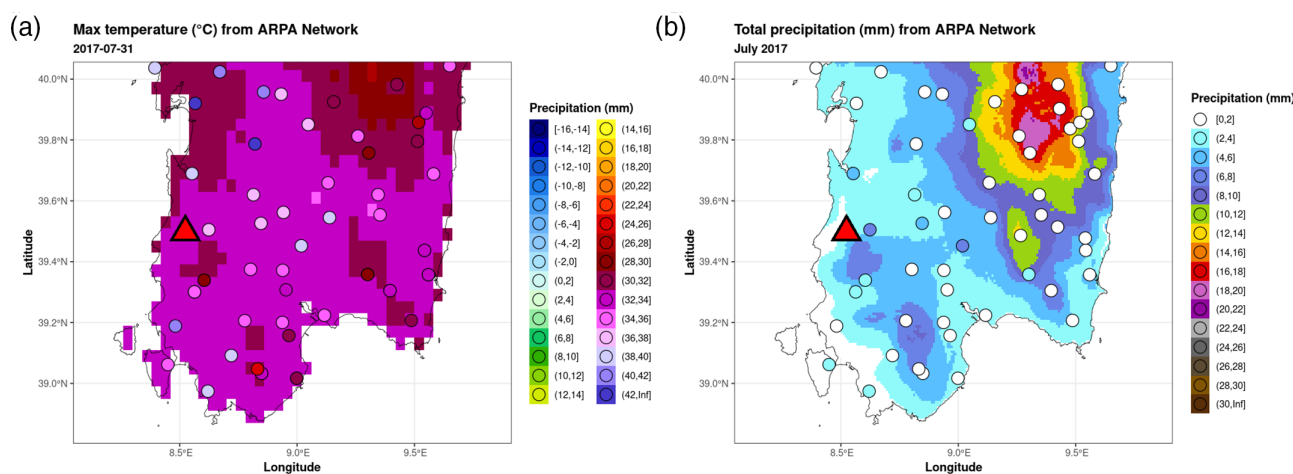 (a)
Max temperature (°C) from ARPA Network
2017-07-31
40.0°N
39.8°N
39.6°N
39.4°N
39.2°N
39.0°N
Latitude
8.5°E
9.0°E
9.5°E
Longitude
Precipitation (mm)
[-16,-14]
(-14,-12]
(-12,-10]
(-10,-8]
(-8,-6]
(-6,-4]
(-4,-2]
(-2,0]
(0,2]
(2,4]
(4,6]
(6,8]
(8,10]
(10,12]
(12,14]
(14,16]
(16,18]
(18,20]
(20,22]
(22,24]
(24,26]
(26,28]
(28,30]
(30,32]
(32,34]
(34,36]
(36,38]
(38,40]
(40,42]
(42,Inf]
(b)
Total precipitation (mm) from ARPA Network
July 2017
40.0°N
39.8°N
39.6°N
39.4°N
39.2°N
39.0°N
Latitude
8.5°E
9.0°E
9.5°E
Longitude
Precipitation (mm)
[0,2]
(2,4]
(4,6]
(6,8]
(8,10]
(10,12]
(12,14]
(14,16]
(16,18]
(18,20]
(20,22]
(22,24]
(24,26]
(26,28]
(28,30]
(30,Inf]